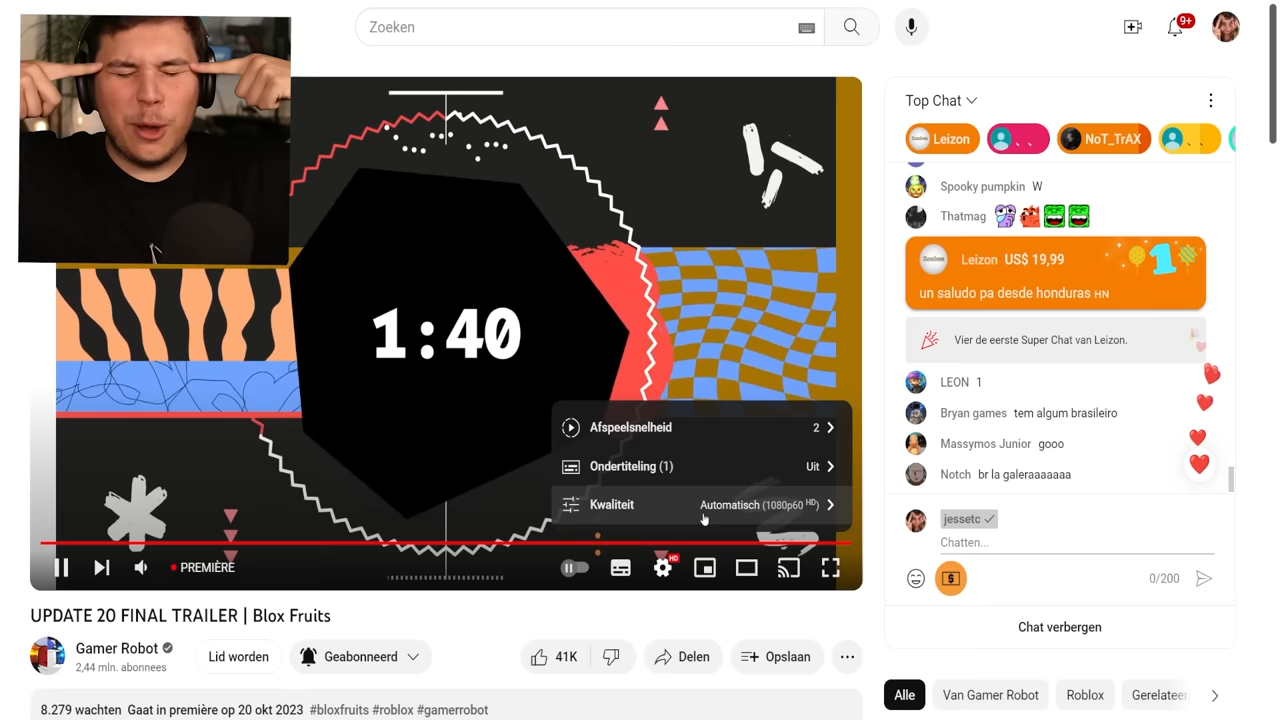 Zoeken
9+
1:40
Afspeelsnelheid 2
Ondertiteling (1) Uit
Kwaliteit Automatisch (1080p60 HD)
HD
PREMIÈRE
UPDATE 20 FINAL TRAILER | Blox Fruits
Gamer Robot
2,44 mln. abonnees
Lid worden
Geabonneerd
41K
Delen
Opslaan
8.279 wachten Gaat in première op 20 okt 2023 #bloxfruits #roblox #gamerrobot
Top Chat
Leizon
NoT_TrAX
Spooky pumpkin W
Thatmag
Leizon US$ 19,99
1
un saludo pa desde honduras HN
Vier de eerste Super Chat van Leizon.
LEON 1
Bryan games tem algum brasileiro
Massymos Junior gooo
Notch br la galeraaaaaaa
jessetc
Chatten...
0/200
Chat verbergen
Alle
Van Gamer Robot
Roblox